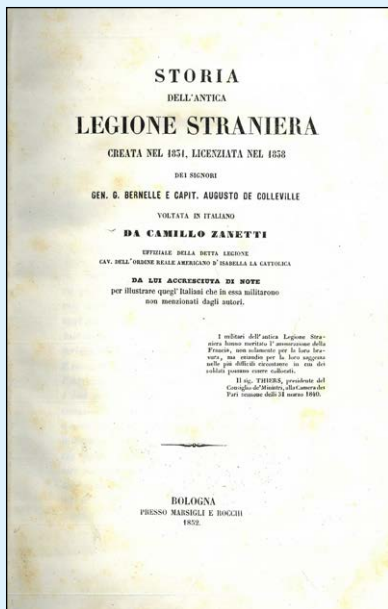 STORIA
DELL'ANTICA
LEGIONE STRANIERA
CREATA NEL 1831, LICENZIATA NEL 1838
DEI SIGNORI
GEN. G. BERNELLE E CAPIT. AUGUSTO DE COLLEVILLE
VOLTATA IN ITALIANO
DA CAMILLO ZANETTI
UFFIZIALE DELLA DETTA LEGIONE
CAV. DELL'ORDINE REALE AMERICANO D'ISABELLA LA CATTOLICA
DA LUI ACCRESCIUTA DI NOTE
per illustrare quegl'Italiani che in essa militarono
non menzionati dagli autori.
I militari dell'antica Legione Stra-
niera hanno meritato l'ammirazione della
Francia, non solamente per la loro bra-
vura, ma eziandio per la loro saggezza
nelle più difficili circostanze in cui dei
soldati possano essere collocati.
Il sig. THIERS, presidente del
Consiglio de' Ministri, alla Camera dei
Pari sessione delli 31 marzo 1840.
BOLOGNA
PRESSO MARSIGLI E ROCCHI
1852.